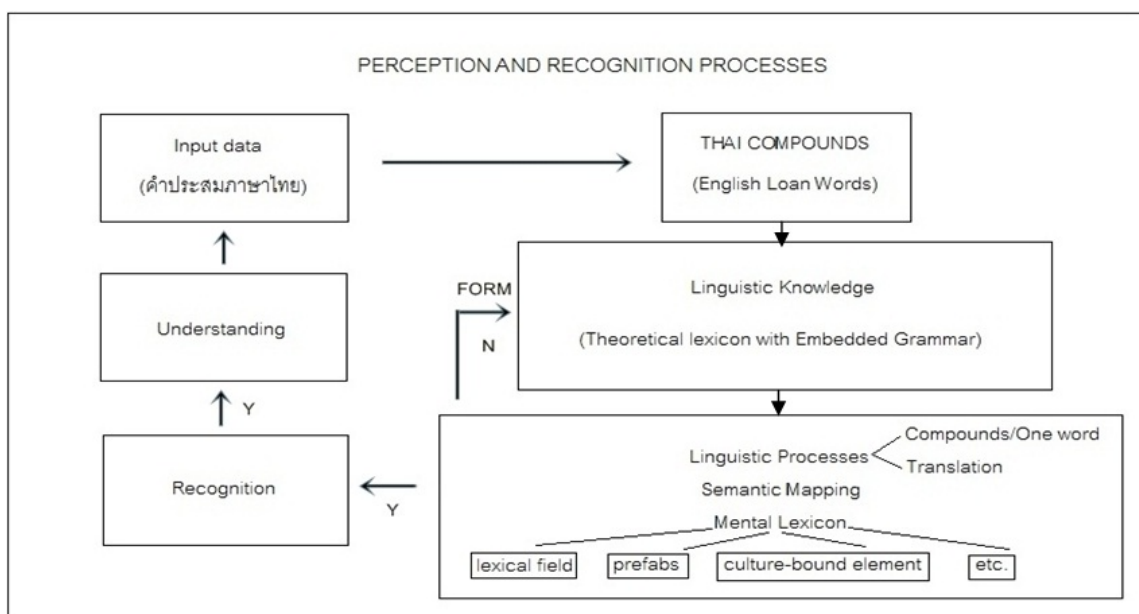 PERCEPTION AND RECOGNITION PROCESSES
Input data
(คำประสมภาษาไทย)
THAI COMPOUNDS
(English Loan Words)
Understanding
FORM
N
Linguistic Knowledge
(Theoretical lexicon with Embedded Grammar)
Y
Recognition
Y
Linguistic Processes
Compounds/One word
Translation
Semantic Mapping
Mental Lexicon
lexical field
prefabs
culture-bound element
etc.